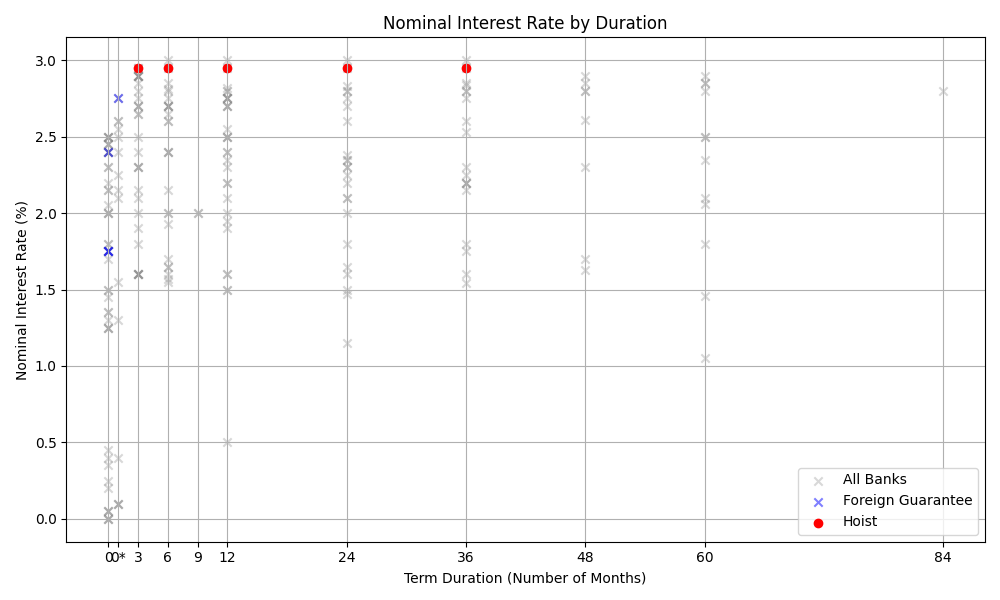 Nominal Interest Rate by Duration
Nominal Interest Rate (%)
3.0
2.5
2.0
1.5
1.0
0.5
0.0
0 0* 3 6 9 12 24 36 48 60 84
Term Duration (Number of Months)
All Banks
Foreign Guarantee
Hoist